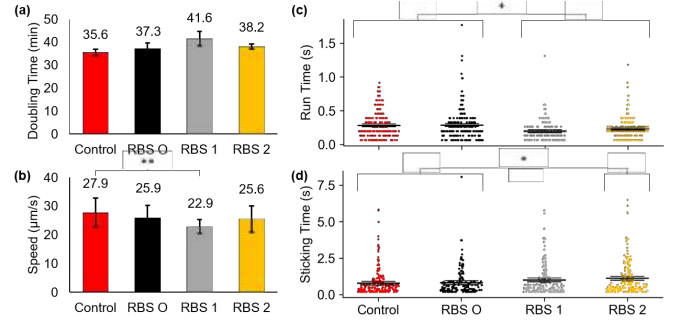 (a)
Doubling Time (min)
50
40
30
20
10
0
35.6
37.3
41.6
38.2
Control
RBS O
RBS 1
RBS 2
(b)
**
Speed (μm/s)
40
30
20
10
0
27.9
25.9
22.9
25.6
Control
RBS O
RBS 1
RBS 2
(c)
*
Run Time (s)
1.5
1.0
0.5
0.0
(d)
*
Sticking Time (s)
7.5
5.0
2.5
0.0
Control
RBS O
RBS 1
RBS 2